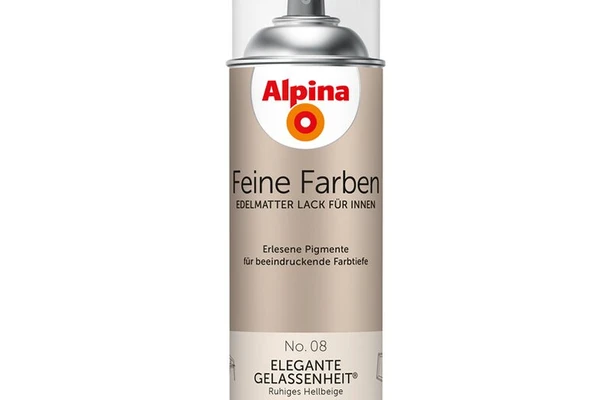 Alpina
Feine Farben
EDELMATTER LACK FÜR INNEN
Erlesene Pigmente
für beeindruckende Farbtiefe
No. 08
ELEGANTE
GELASSENHEIT®
Ruhiges Hellbeige